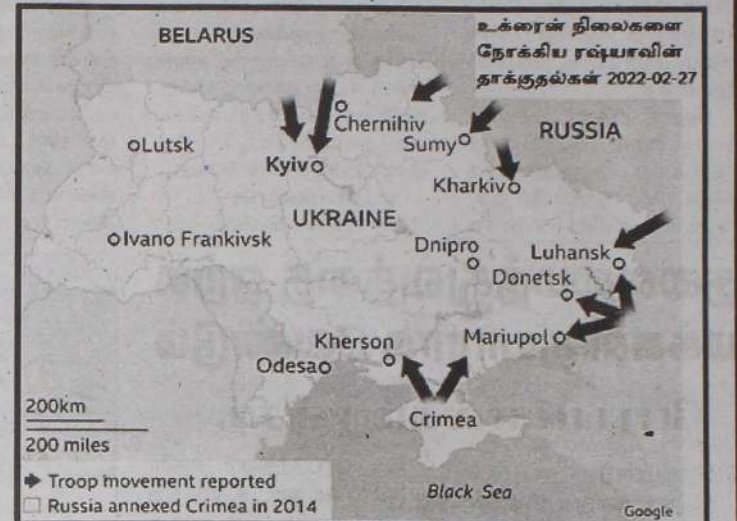 BELARUS
உக்ரைன் நிலைகளை
நோக்கிய ரஷ்யாவின்
தாக்குதல்கள் 2022-02-27
Chernihiv
RUSSIA
Lutsk
Sumy
Kyiv
Kharkiv
UKRAINE
Ivano Frankivsk
Dnipro
Luhansk
Donetsk
Kherson
Mariupol
Odesa
200km
Crimea
200 miles
Troop movement reported
Black Sea
Russia annexed Crimea in 2014
Google